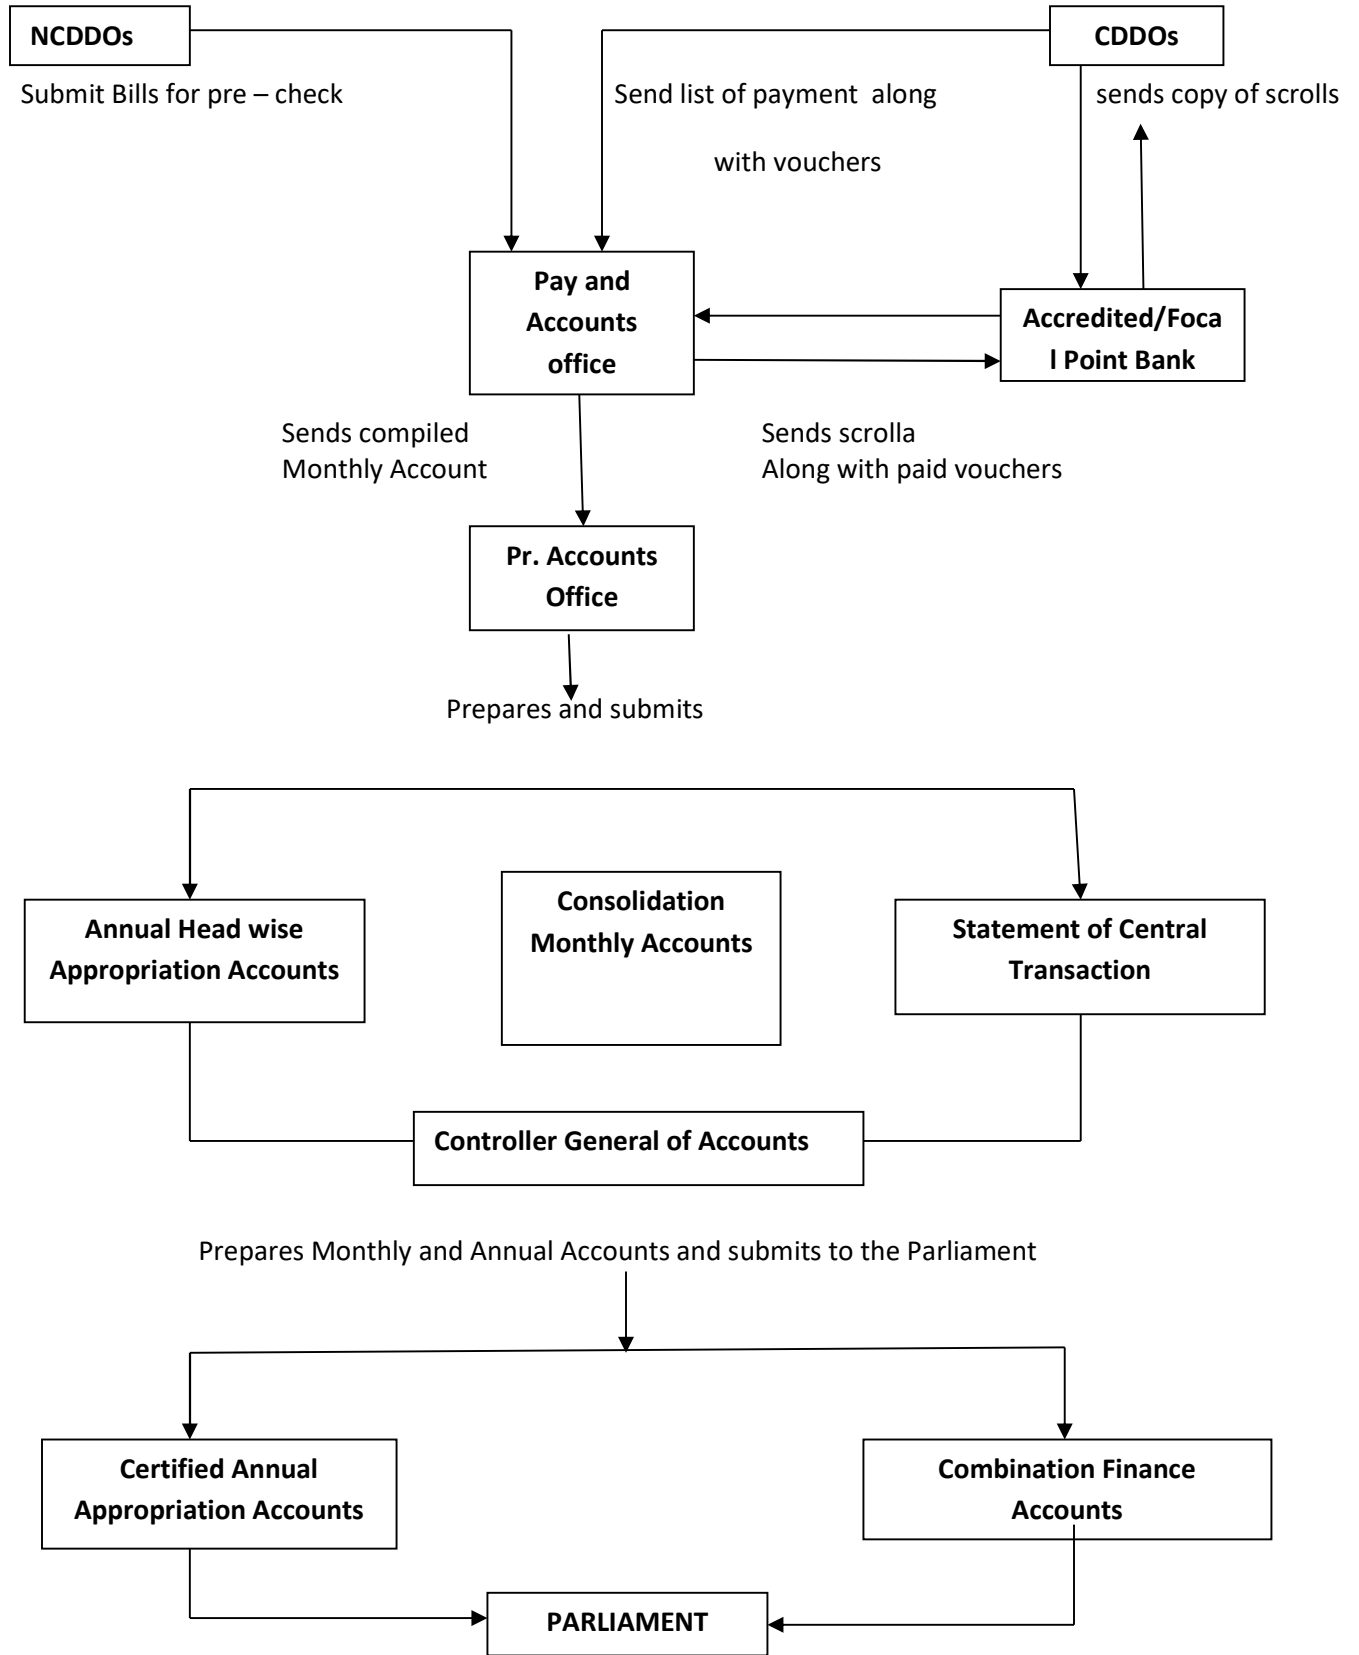 NCDDOs
CDDOs
Submit Bills for pre – check
Send list of payment along
with vouchers
sends copy of scrolls
Pay and
Accounts
office
Accredited/Foca
l Point Bank
Sends compiled
Monthly Account
Sends scrolla
Along with paid vouchers
Pr. Accounts
Office
Prepares and submits
Annual Head wise
Appropriation Accounts
Consolidation
Monthly Accounts
Statement of Central
Transaction
Controller General of Accounts
Prepares Monthly and Annual Accounts and submits to the Parliament
Certified Annual
Appropriation Accounts
Combination Finance
Accounts
PARLIAMENT